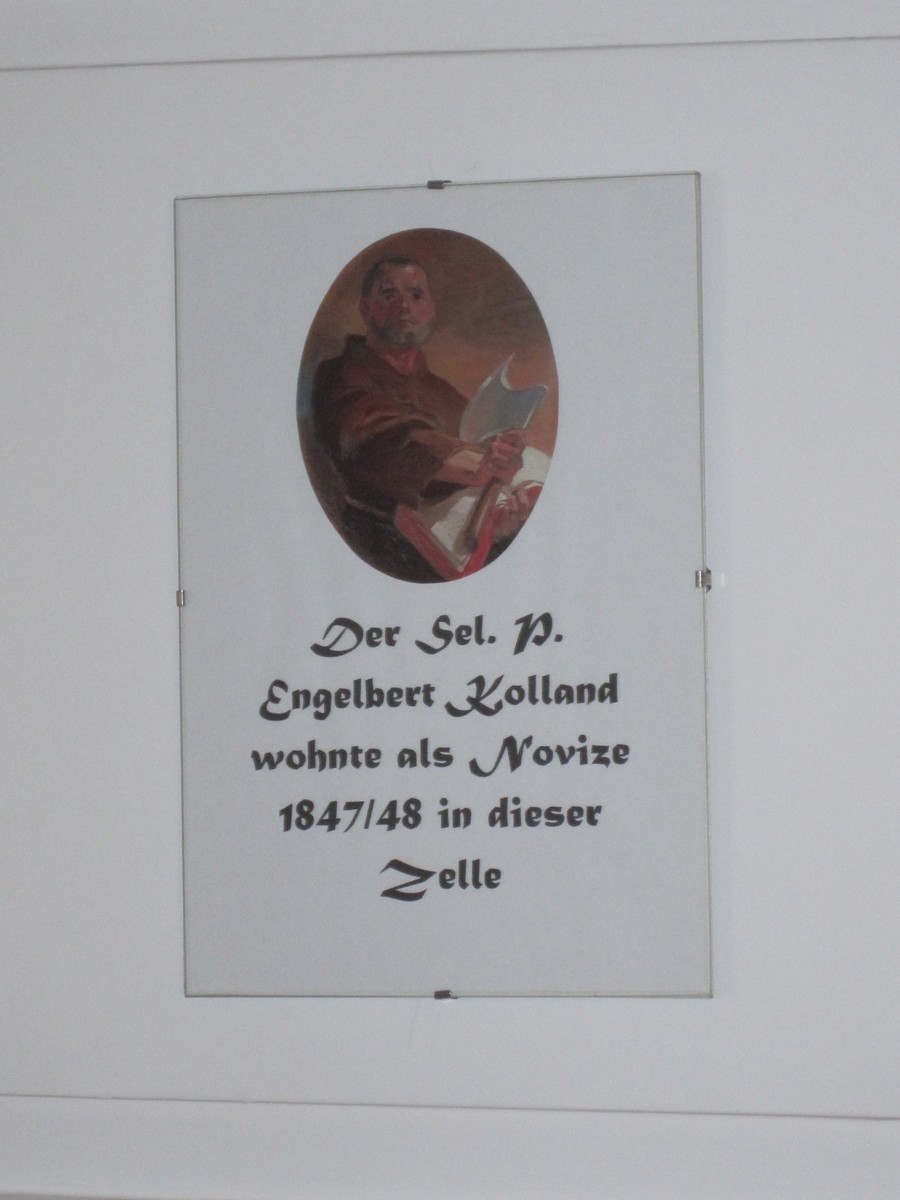 Der Sel. P.
Engelbert Kolland
wohnte als Novize
1847/48 in dieser
Zelle